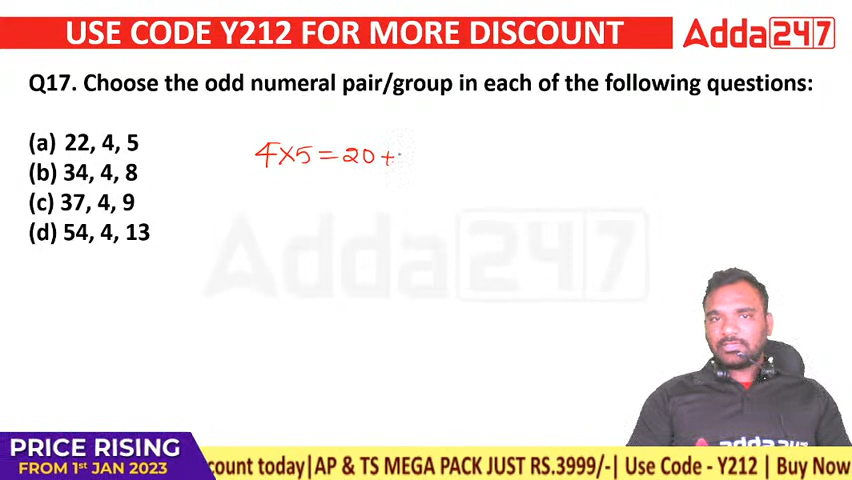 USE CODE Y212 FOR MORE DISCOUNT
Adda247
Q17. Choose the odd numeral pair/group in each of the following questions:
(a) 22, 4, 5
4×5=20+
(b) 34, 4, 8
(c) 37, 4, 9
(d) 54, 4, 13
Adda247
Adda247
PRICE RISING
FROM 1st JAN 2023
count today|AP & TS MEGA PACK JUST RS.3999/-| Use Code - Y212 | Buy Now